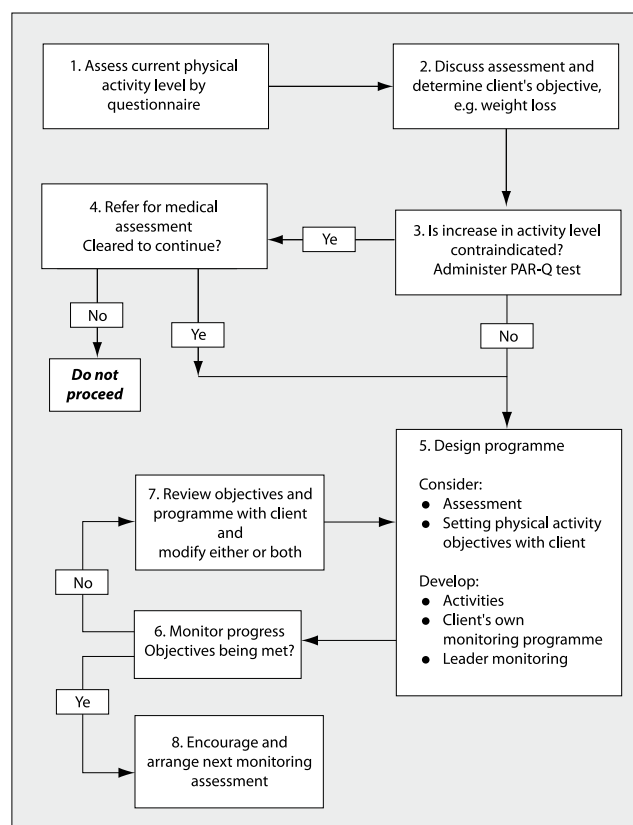 1. Assess current physical
activity level by
questionnaire
2. Discuss assessment and
determine client's objective,
e.g. weight loss
4. Refer for medical
assessment
Cleared to continue?
Ye
3. Is increase in activity level
contraindicated?
Administer PAR-Q test
No
Ye
No
Do not
proceed
5. Design programme
Consider:
● Assessment
● Setting physical activity
objectives with client
Develop:
● Activities
● Client's own
monitoring programme
● Leader monitoring
7. Review objectives and
programme with client
and
modify either or both
No
6. Monitor progress
Objectives being met?
Ye
8. Encourage and
arrange next monitoring
assessment